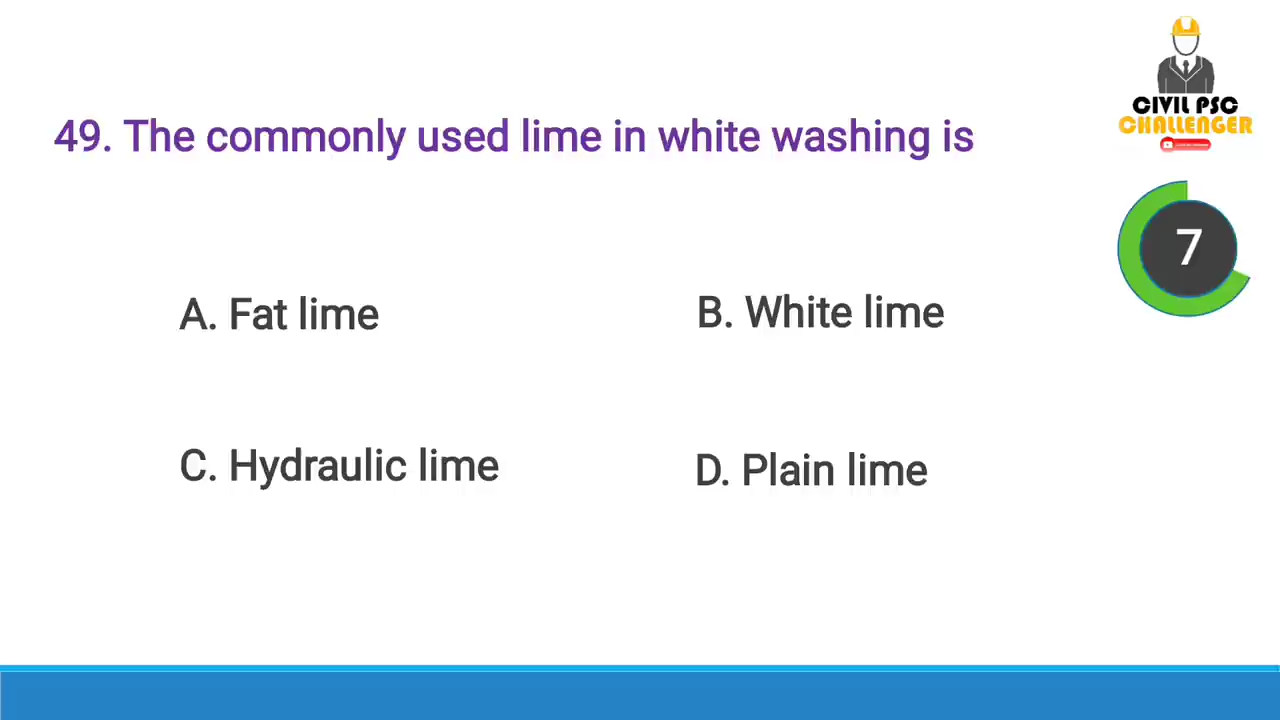 CIVIL PSC
CHALLENGER
49. The commonly used lime in white washing is
7
A. Fat lime
B. White lime
C. Hydraulic lime
D. Plain lime